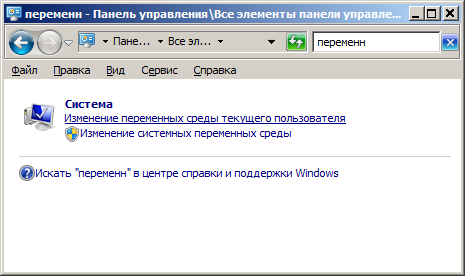 переменн - Панель управления\Все элементы панели управле...
Пане... Все эл... переменн
Файл Правка Вид Сервис Справка
Система
Изменение переменных среды текущего пользователя
Изменение системных переменных среды
Искать "переменн" в центре справки и поддержки Windows